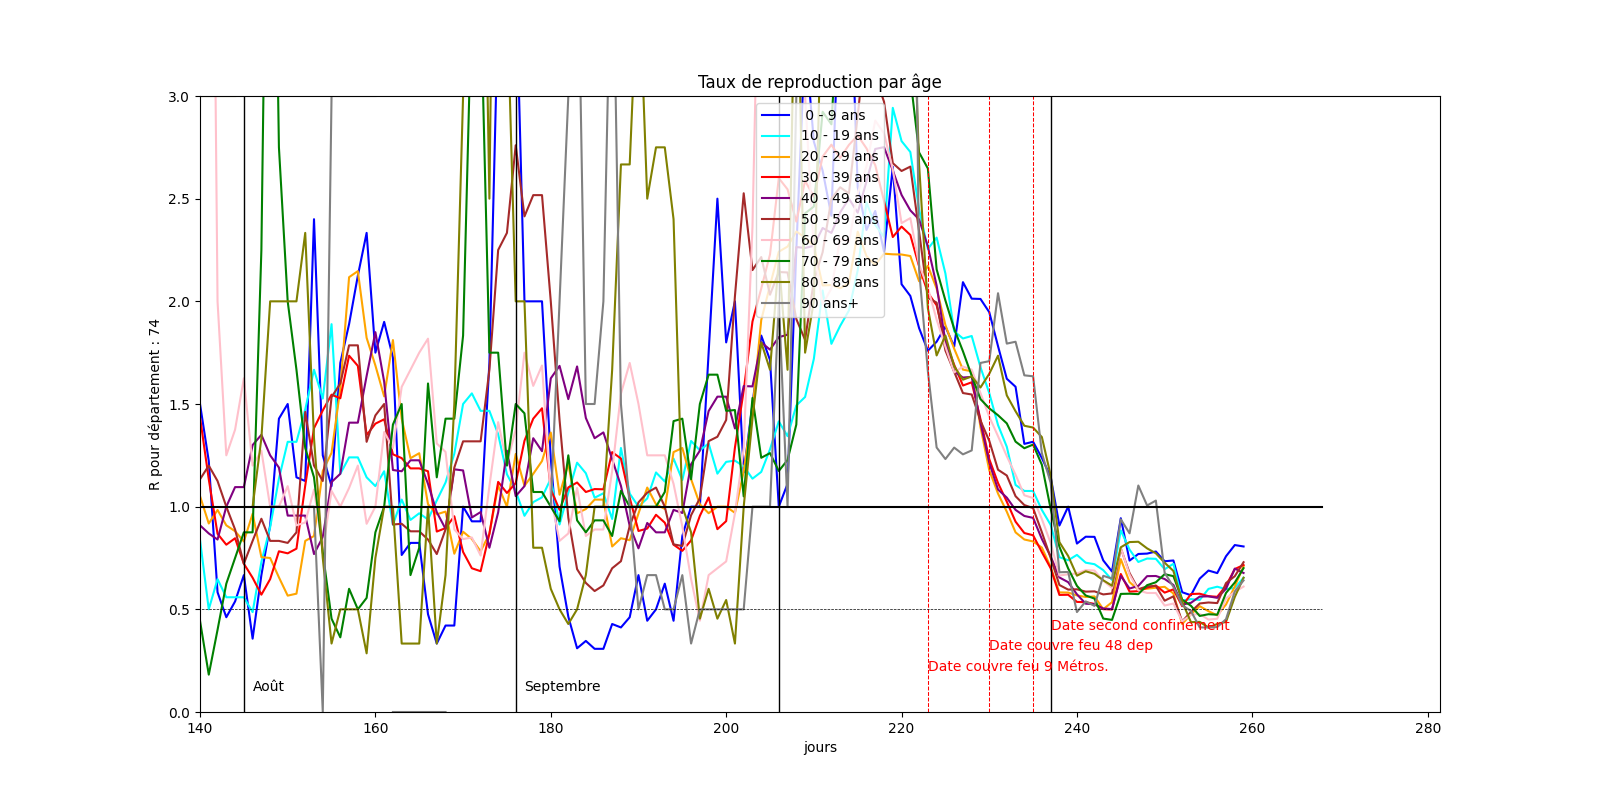 Taux de reproduction par âge
3.0
2.5
2.0
1.5
1.0
0.5
0.0
R pour département : 74
0 - 9 ans
10 - 19 ans
20 - 29 ans
30 - 39 ans
40 - 49 ans
50 - 59 ans
60 - 69 ans
70 - 79 ans
80 - 89 ans
90 ans+
Date second confinement
Date couvre feu 48 dep
Date couvre feu 9 Métros.
Août
Septembre
140
160
180
200
220
240
260
280
jours